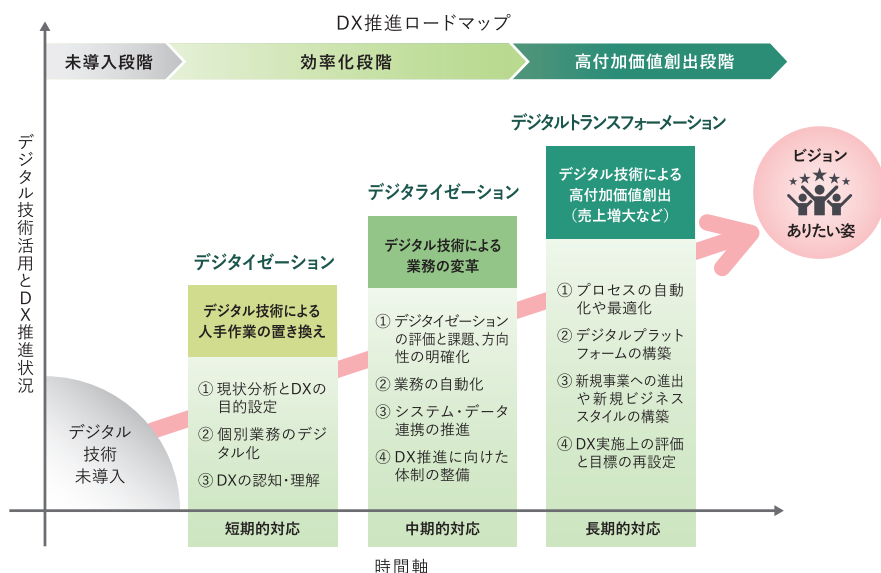 DX推進ロードマップ
未導入段階
効率化段階
高付加価値創出段階
デジタル技術活用とDX推進状況
デジタル
技術
未導入
デジタイゼーション
デジタル技術による
人手作業の置き換え
① 現状分析とDXの
目的設定
② 個別業務のデジ
タル化
③ DXの認知・理解
短期的対応
デジタライゼーション
デジタル技術による
業務の変革
① デジタイゼーション
の評価と課題、方向
性の明確化
② 業務の自動化
③ システム・データ
連携の推進
④ DX推進に向けた
体制の整備
中期的対応
デジタルトランスフォーメーション
デジタル技術による
高付加価値創出
（売上増大など）
① プロセスの自動
化や最適化
② デジタルプラット
フォームの構築
③ 新規事業への進出
や新規ビジネス
スタイルの構築
④ DX実施上の評価
と目標の再設定
長期的対応
ビジョン
ありたい姿
時間軸